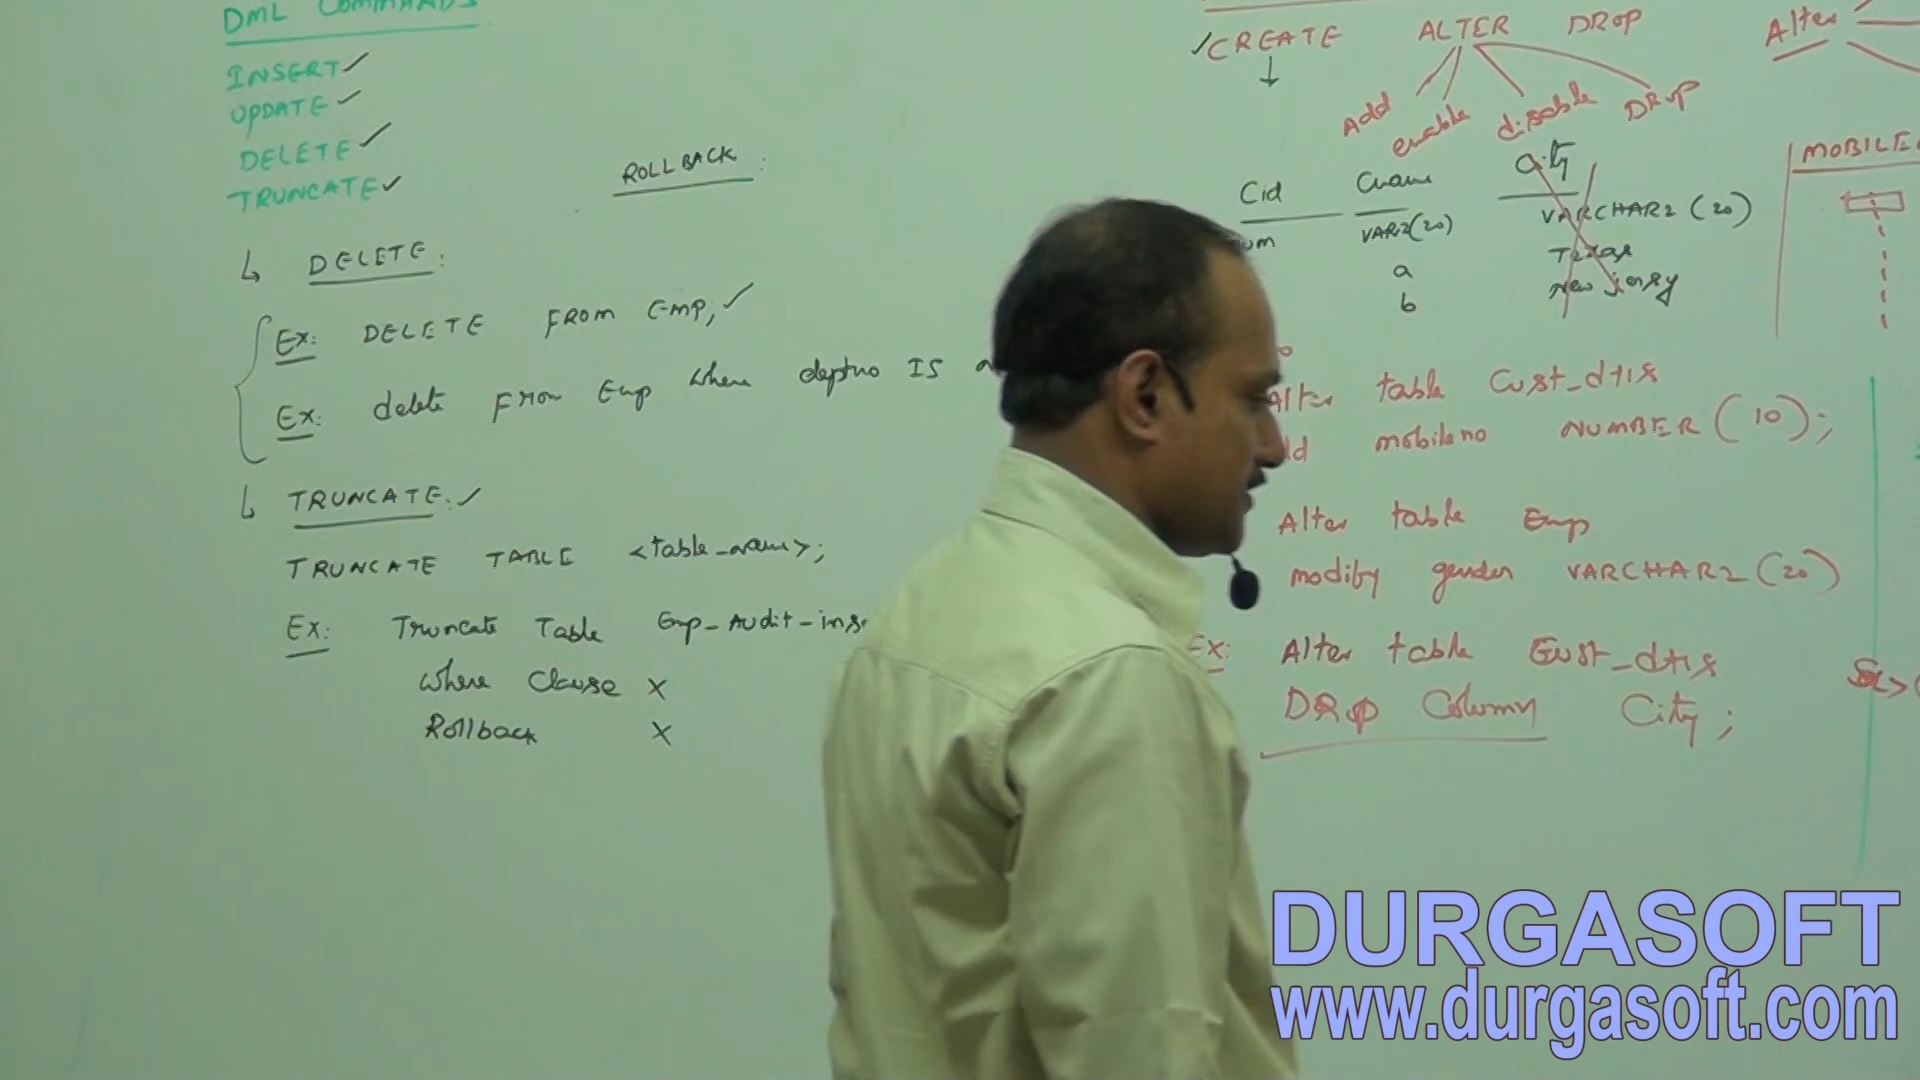 DML COMMANDS
INSERT ✓
UPDATE ✓
DELETE ✓
TRUNCATE ✓
ROLLBACK :
↳ DELETE :
Ex: DELETE FROM EMP; ✓
Ex: delete From Emp where deptno IS
↳ TRUNCATE : ✓
TRUNCATE TABLE <table_name>;
Ex: Truncate Table Emp_Audit_ins
where clause x
Rollback x
✓ CREATE ALTER DROP
Add enable disable DROP
Cid Cname City
VAR2(20) VARCHAR2 (20)
a Texas
b New jersy
Alter table Cust_dtls
mobileno NUMBER (10);
Alter table Emp
modify gender VARCHAR2 (20)
Ex: Alter table Cust_dtls
DROP Column City;
Alter
MOBILE
DURGASOFT
www.durgasoft.com